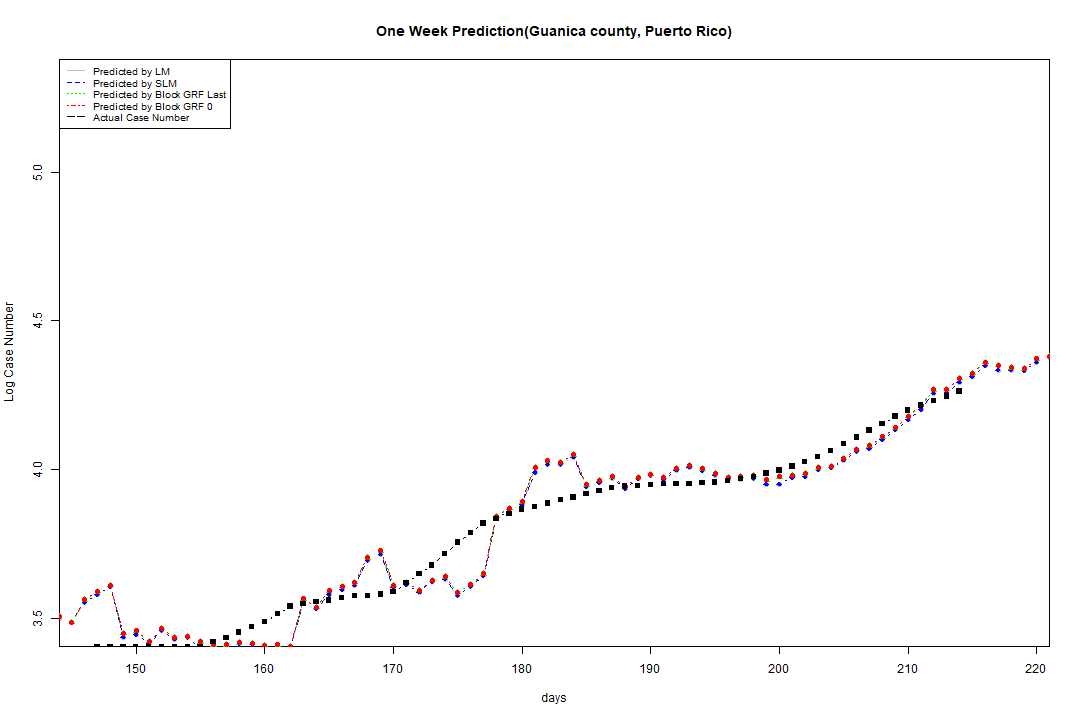 One Week Prediction(Guanica county, Puerto Rico)
Predicted by LM
Predicted by SLM
Predicted by Block GRF Last
Predicted by Block GRF 0
Actual Case Number
5.0
4.5
4.0
3.5
Log Case Number
150 160 170 180 190 200 210 220
days